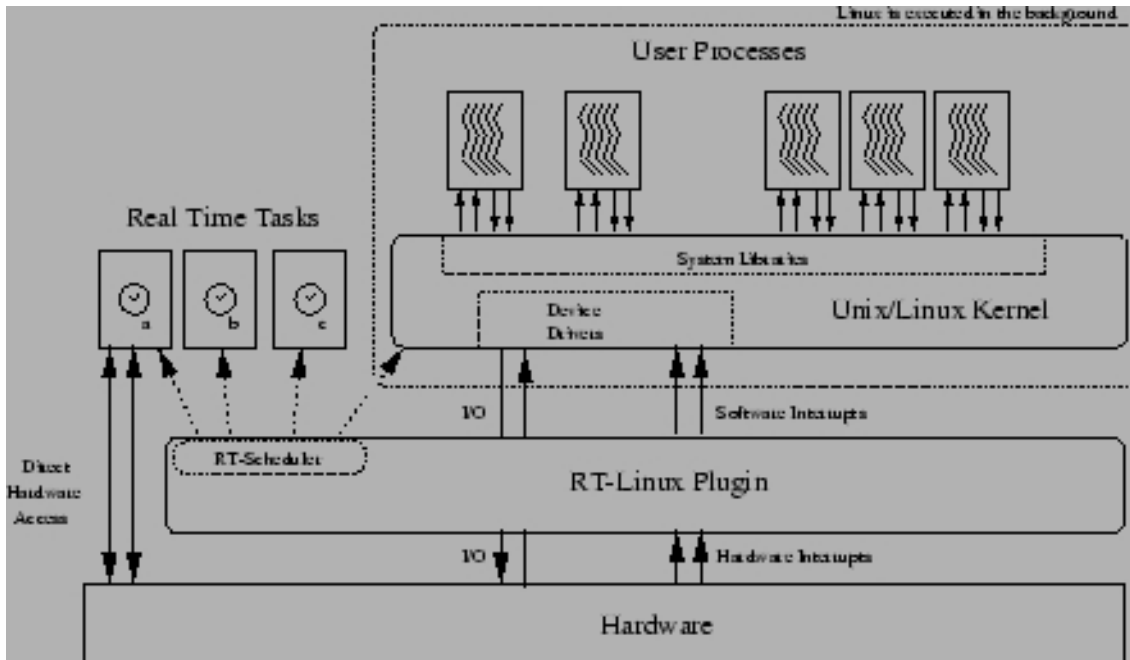 Linux is executed in the background.
User Processes
Real Time Tasks
a
b
c
System Libraries
Device
Drivers
Unix/Linux Kernel
I/O
Software Interrupts
RT-Scheduler
RT-Linux Plugin
Direct
Hardware
Access
I/O
Hardware Interrupts
Hardware